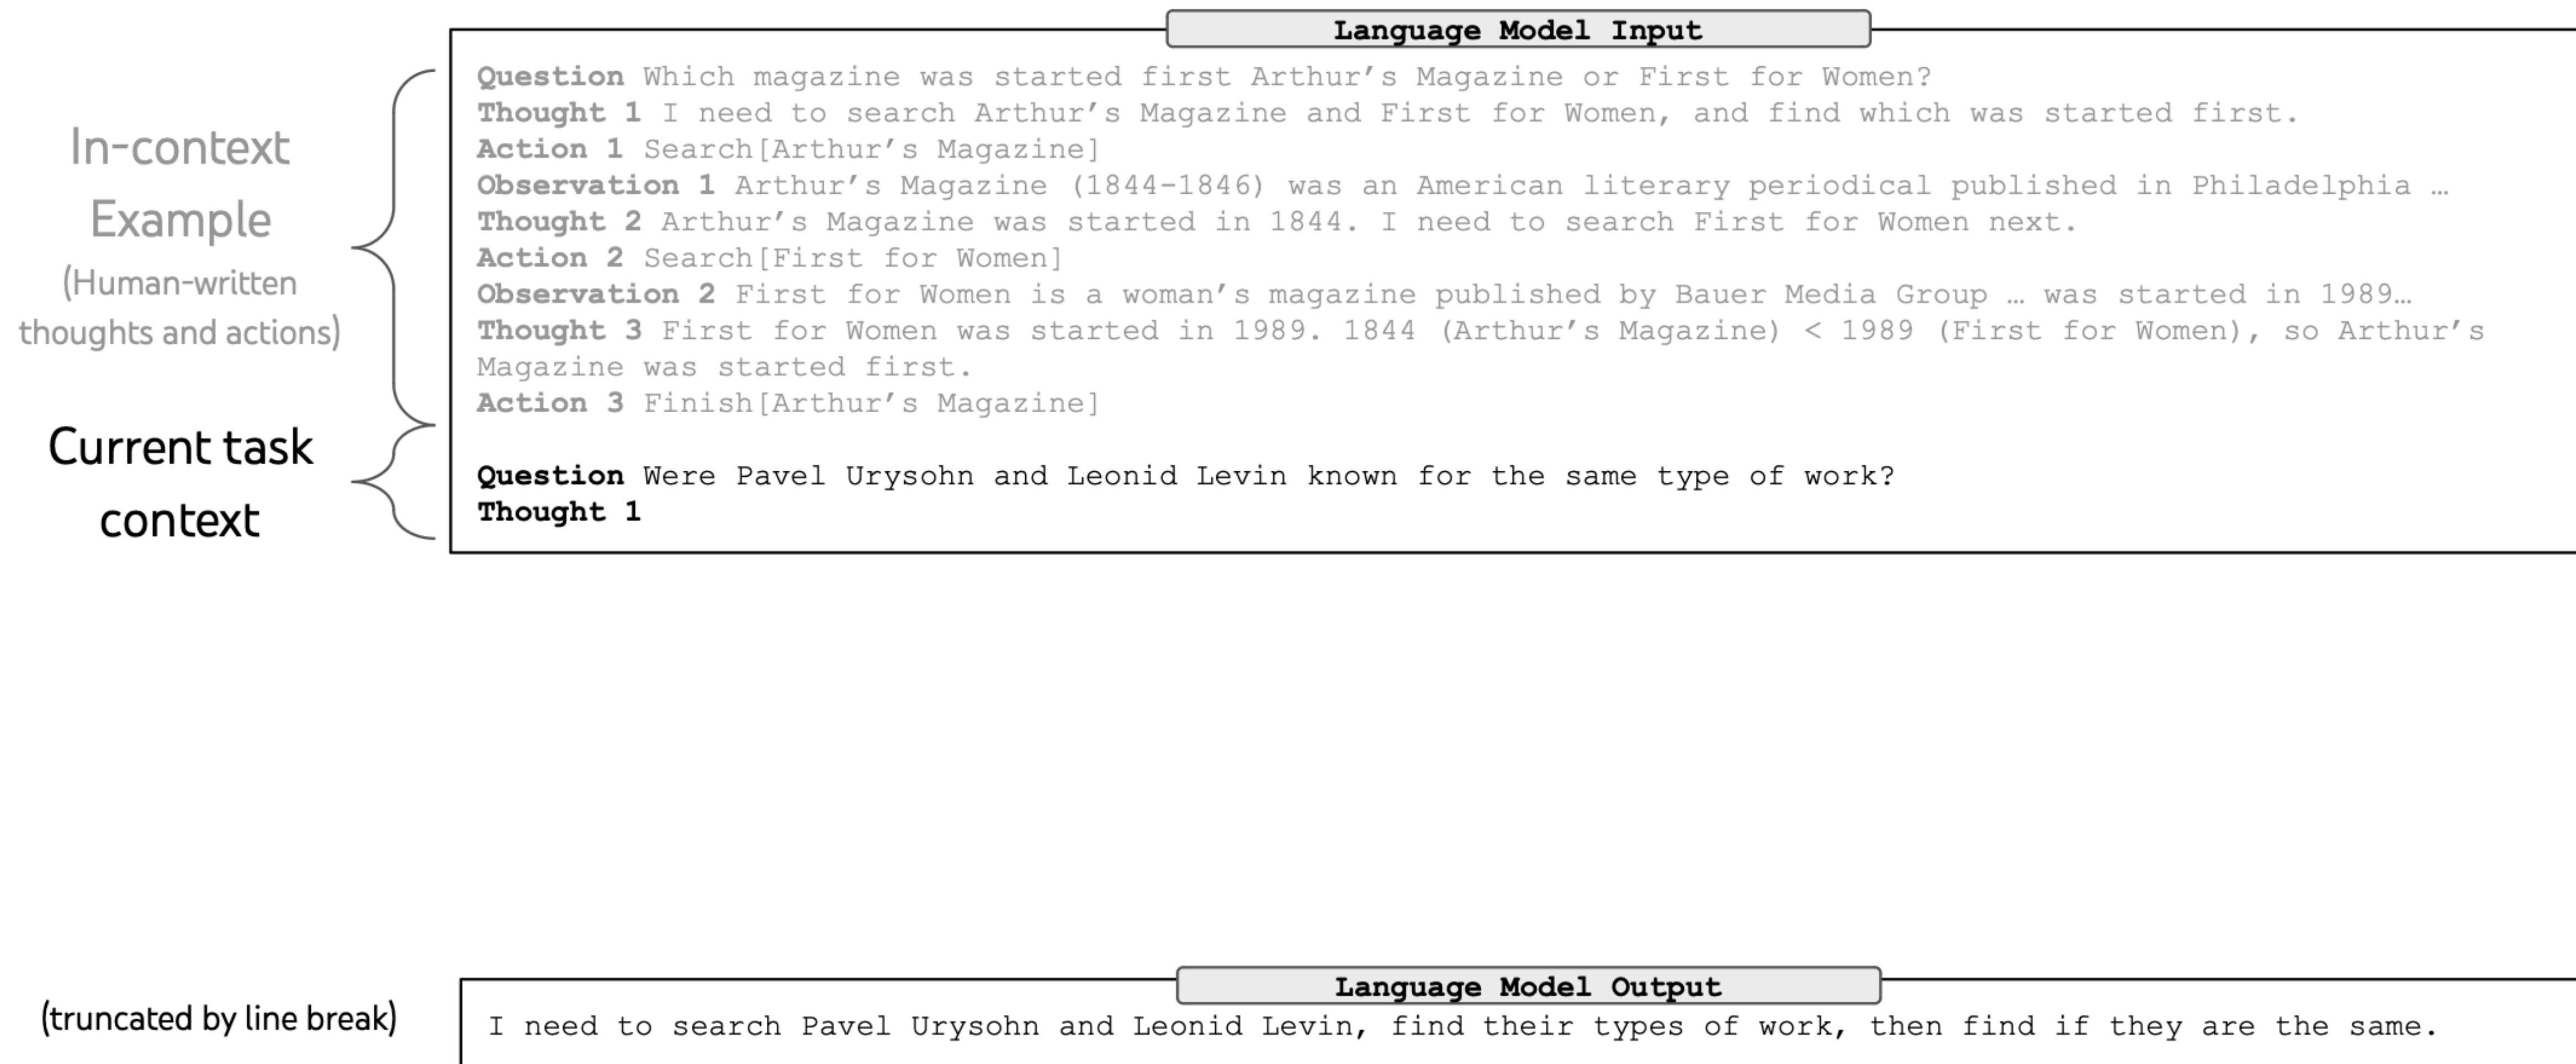 Language Model Input
In-context
Example
(Human-written
thoughts and actions)
Question Which magazine was started first Arthur’s Magazine or First for Women?
Thought 1 I need to search Arthur’s Magazine and First for Women, and find which was started first.
Action 1 Search[Arthur’s Magazine]
Observation 1 Arthur’s Magazine (1844-1846) was an American literary periodical published in Philadelphia …
Thought 2 Arthur’s Magazine was started in 1844. I need to search First for Women next.
Action 2 Search[First for Women]
Observation 2 First for Women is a woman’s magazine published by Bauer Media Group … was started in 1989…
Thought 3 First for Women was started in 1989. 1844 (Arthur’s Magazine) < 1989 (First for Women), so Arthur’s
Magazine was started first.
Action 3 Finish[Arthur’s Magazine]
Current task
context
Question Were Pavel Urysohn and Leonid Levin known for the same type of work?
Thought 1
Language Model Output
(truncated by line break)
I need to search Pavel Urysohn and Leonid Levin, find their types of work, then find if they are the same.